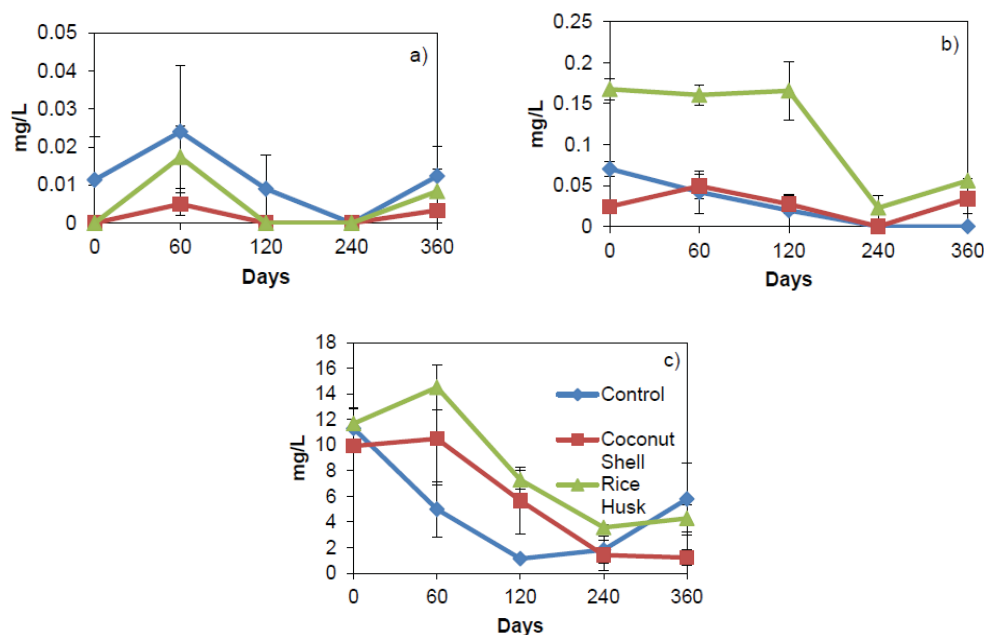 a)
0.05
0.04
0.03
0.02
0.01
0
mg/L
0 60 120 240 360
Days
b)
0.25
0.2
0.15
0.1
0.05
0
mg/L
0 60 120 240 360
Days
c)
18
16
14
12
10
8
6
4
2
0
mg/L
Control
Coconut
Shell
Rice
Husk
0 60 120 240 360
Days